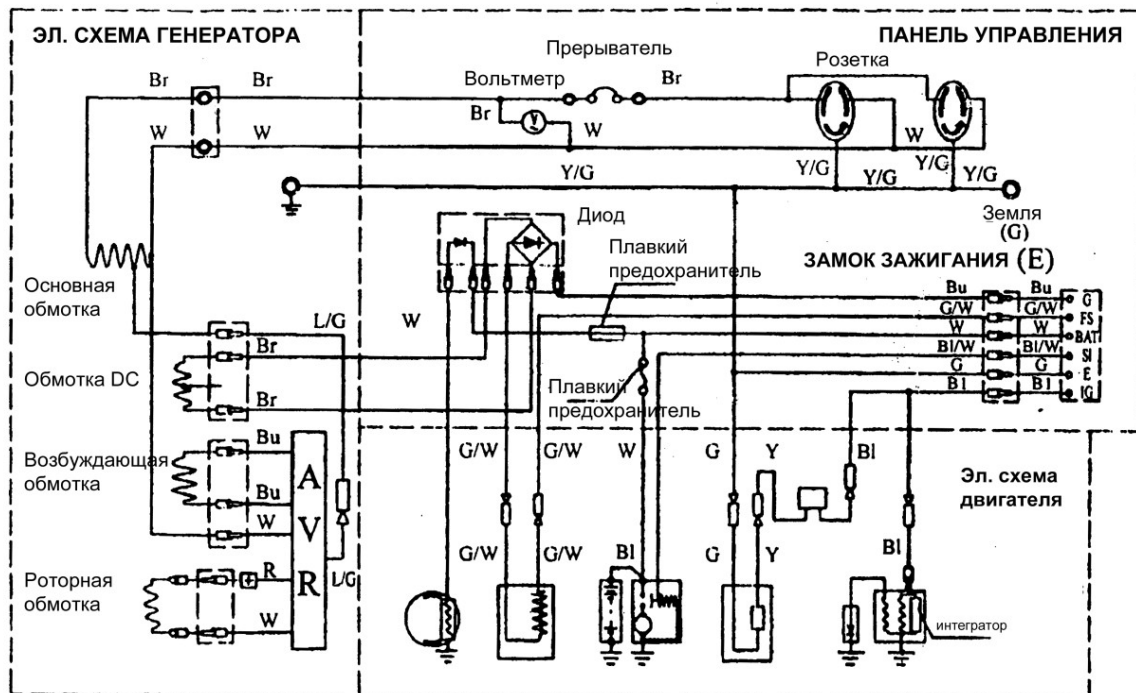 ЭЛ. СХЕМА ГЕНЕРАТОРА
ПАНЕЛЬ УПРАВЛЕНИЯ
Прерыватель
Вольтметр
Розетка
Br
Br
Br
Br
V
W
W
W
W
Y/G
Y/G
Y/G
Y/G
Земля
(G)
Диод
Плавкий
предохранитель
ЗАМОК ЗАЖИГАНИЯ (E)
Основная
обмотка
L/G
W
Bu
Bu
G
G/W
G/W
FS
W
W
BAT
Bl/W
Bl/W
SI
G
G
E
Bl
Bl
IG
Br
Обмотка DC
Br
Плавкий
предохранитель
Возбуждающая
обмотка
Bu
Bu
W
A
V
R
G/W
G/W
W
G
Y
Bl
Эл. схема
двигателя
G/W
G/W
Bl
G
Y
Bl
Роторная
обмотка
R
L/G
W
интегратор